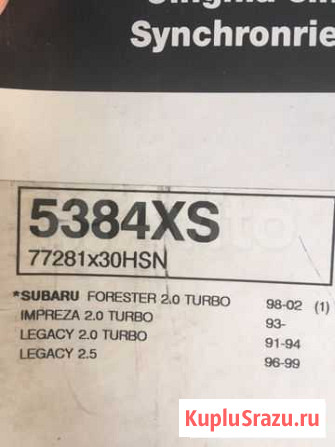 Synchronrie
5384XS
77281x30HSN
*SUBARU FORESTER 2.0 TURBO 98-02 (1)
IMPREZA 2.0 TURBO 93-
LEGACY 2.0 TURBO 91-94
LEGACY 2.5 96-99
KupluSrazu.ru